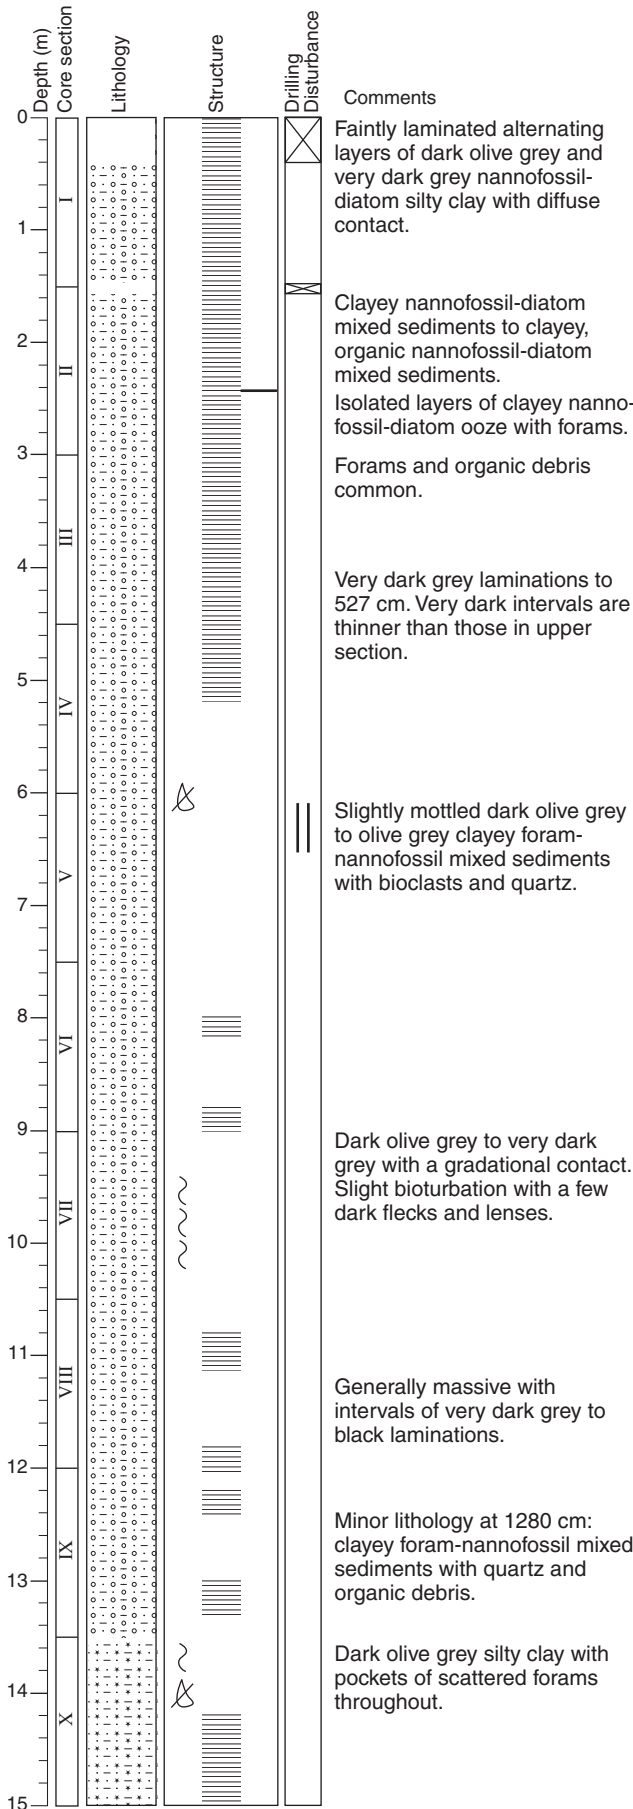 Depth (m)
Core section
Lithology
Structure
Drilling
Disturbance
Comments
0
Faintly laminated alternating
layers of dark olive grey and
very dark grey nannofossil-
diatom silty clay with diffuse
contact.
I
1
Clayey nannofossil-diatom
mixed sediments to clayey,
organic nannofossil-diatom
mixed sediments.
2
II
Isolated layers of clayey nanno-
fossil-diatom ooze with forams.
3
Forams and organic debris
common.
III
4
Very dark grey laminations to
527 cm. Very dark intervals are
thinner than those in upper
section.
5
IV
6
Slightly mottled dark olive grey
to olive grey clayey foram-
nannofossil mixed sediments
with bioclasts and quartz.
V
7
8
VI
9
Dark olive grey to very dark
grey with a gradational contact.
Slight bioturbation with a few
dark flecks and lenses.
VII
10
11
VIII
Generally massive with
intervals of very dark grey to
black laminations.
12
Minor lithology at 1280 cm:
clayey foram-nannofossil mixed
sediments with quartz and
organic debris.
IX
13
Dark olive grey silty clay with
pockets of scattered forams
throughout.
14
X
15